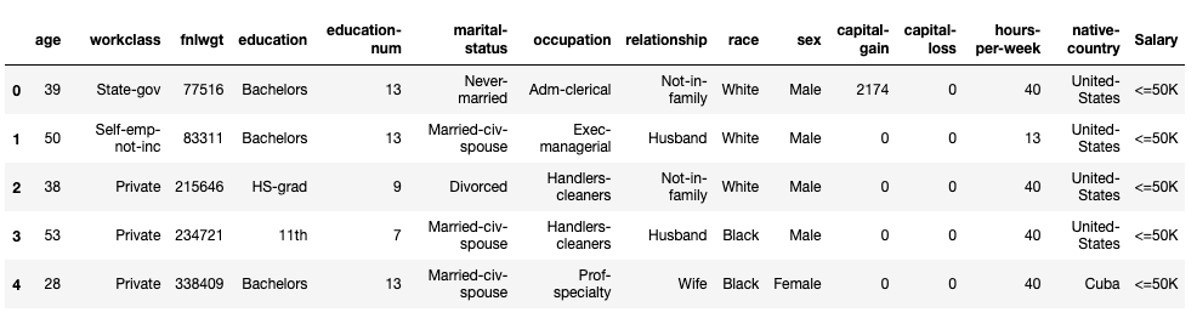 age workclass fnlwgt education education-num marital-status occupation relationship race sex capital-gain capital-loss hours-per-week native-country Salary
0 39 State-gov 77516 Bachelors 13 Never-married Adm-clerical Not-in-family White Male 2174 0 40 United-States <=50K
1 50 Self-emp-not-inc 83311 Bachelors 13 Married-civ-spouse Exec-managerial Husband White Male 0 0 13 United-States <=50K
2 38 Private 215646 HS-grad 9 Divorced Handlers-cleaners Not-in-family White Male 0 0 40 United-States <=50K
3 53 Private 234721 11th 7 Married-civ-spouse Handlers-cleaners Husband Black Male 0 0 40 United-States <=50K
4 28 Private 338409 Bachelors 13 Married-civ-spouse Prof-specialty Wife Black Female 0 0 40 Cuba <=50K